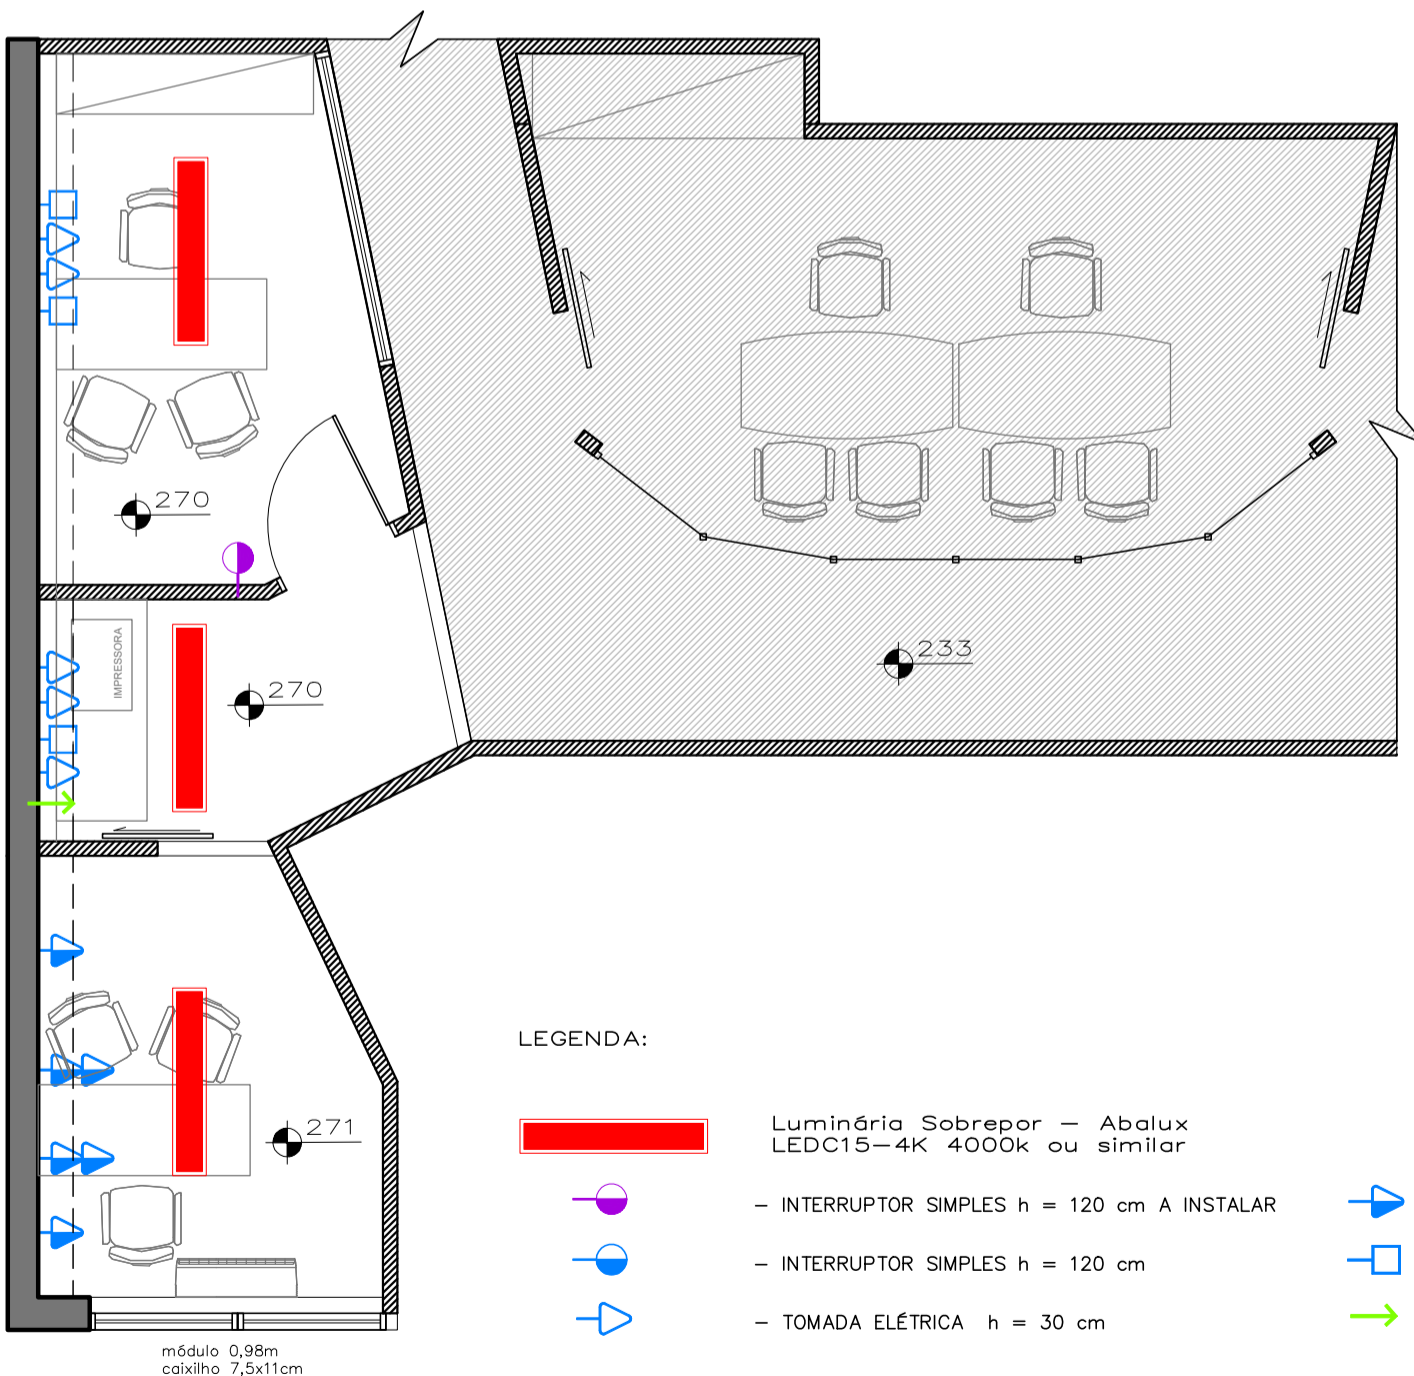 270
233
IMPRESSORA
270
LEGENDA:
Luminária Sobrepor – Abalux
LEDC15–4K 4000k ou similar
271
– INTERRUPTOR SIMPLES h = 120 cm A INSTALAR
– INTERRUPTOR SIMPLES h = 120 cm
– TOMADA ELÉTRICA h = 30 cm
módulo 0,98m
caixilho 7,5x11cm